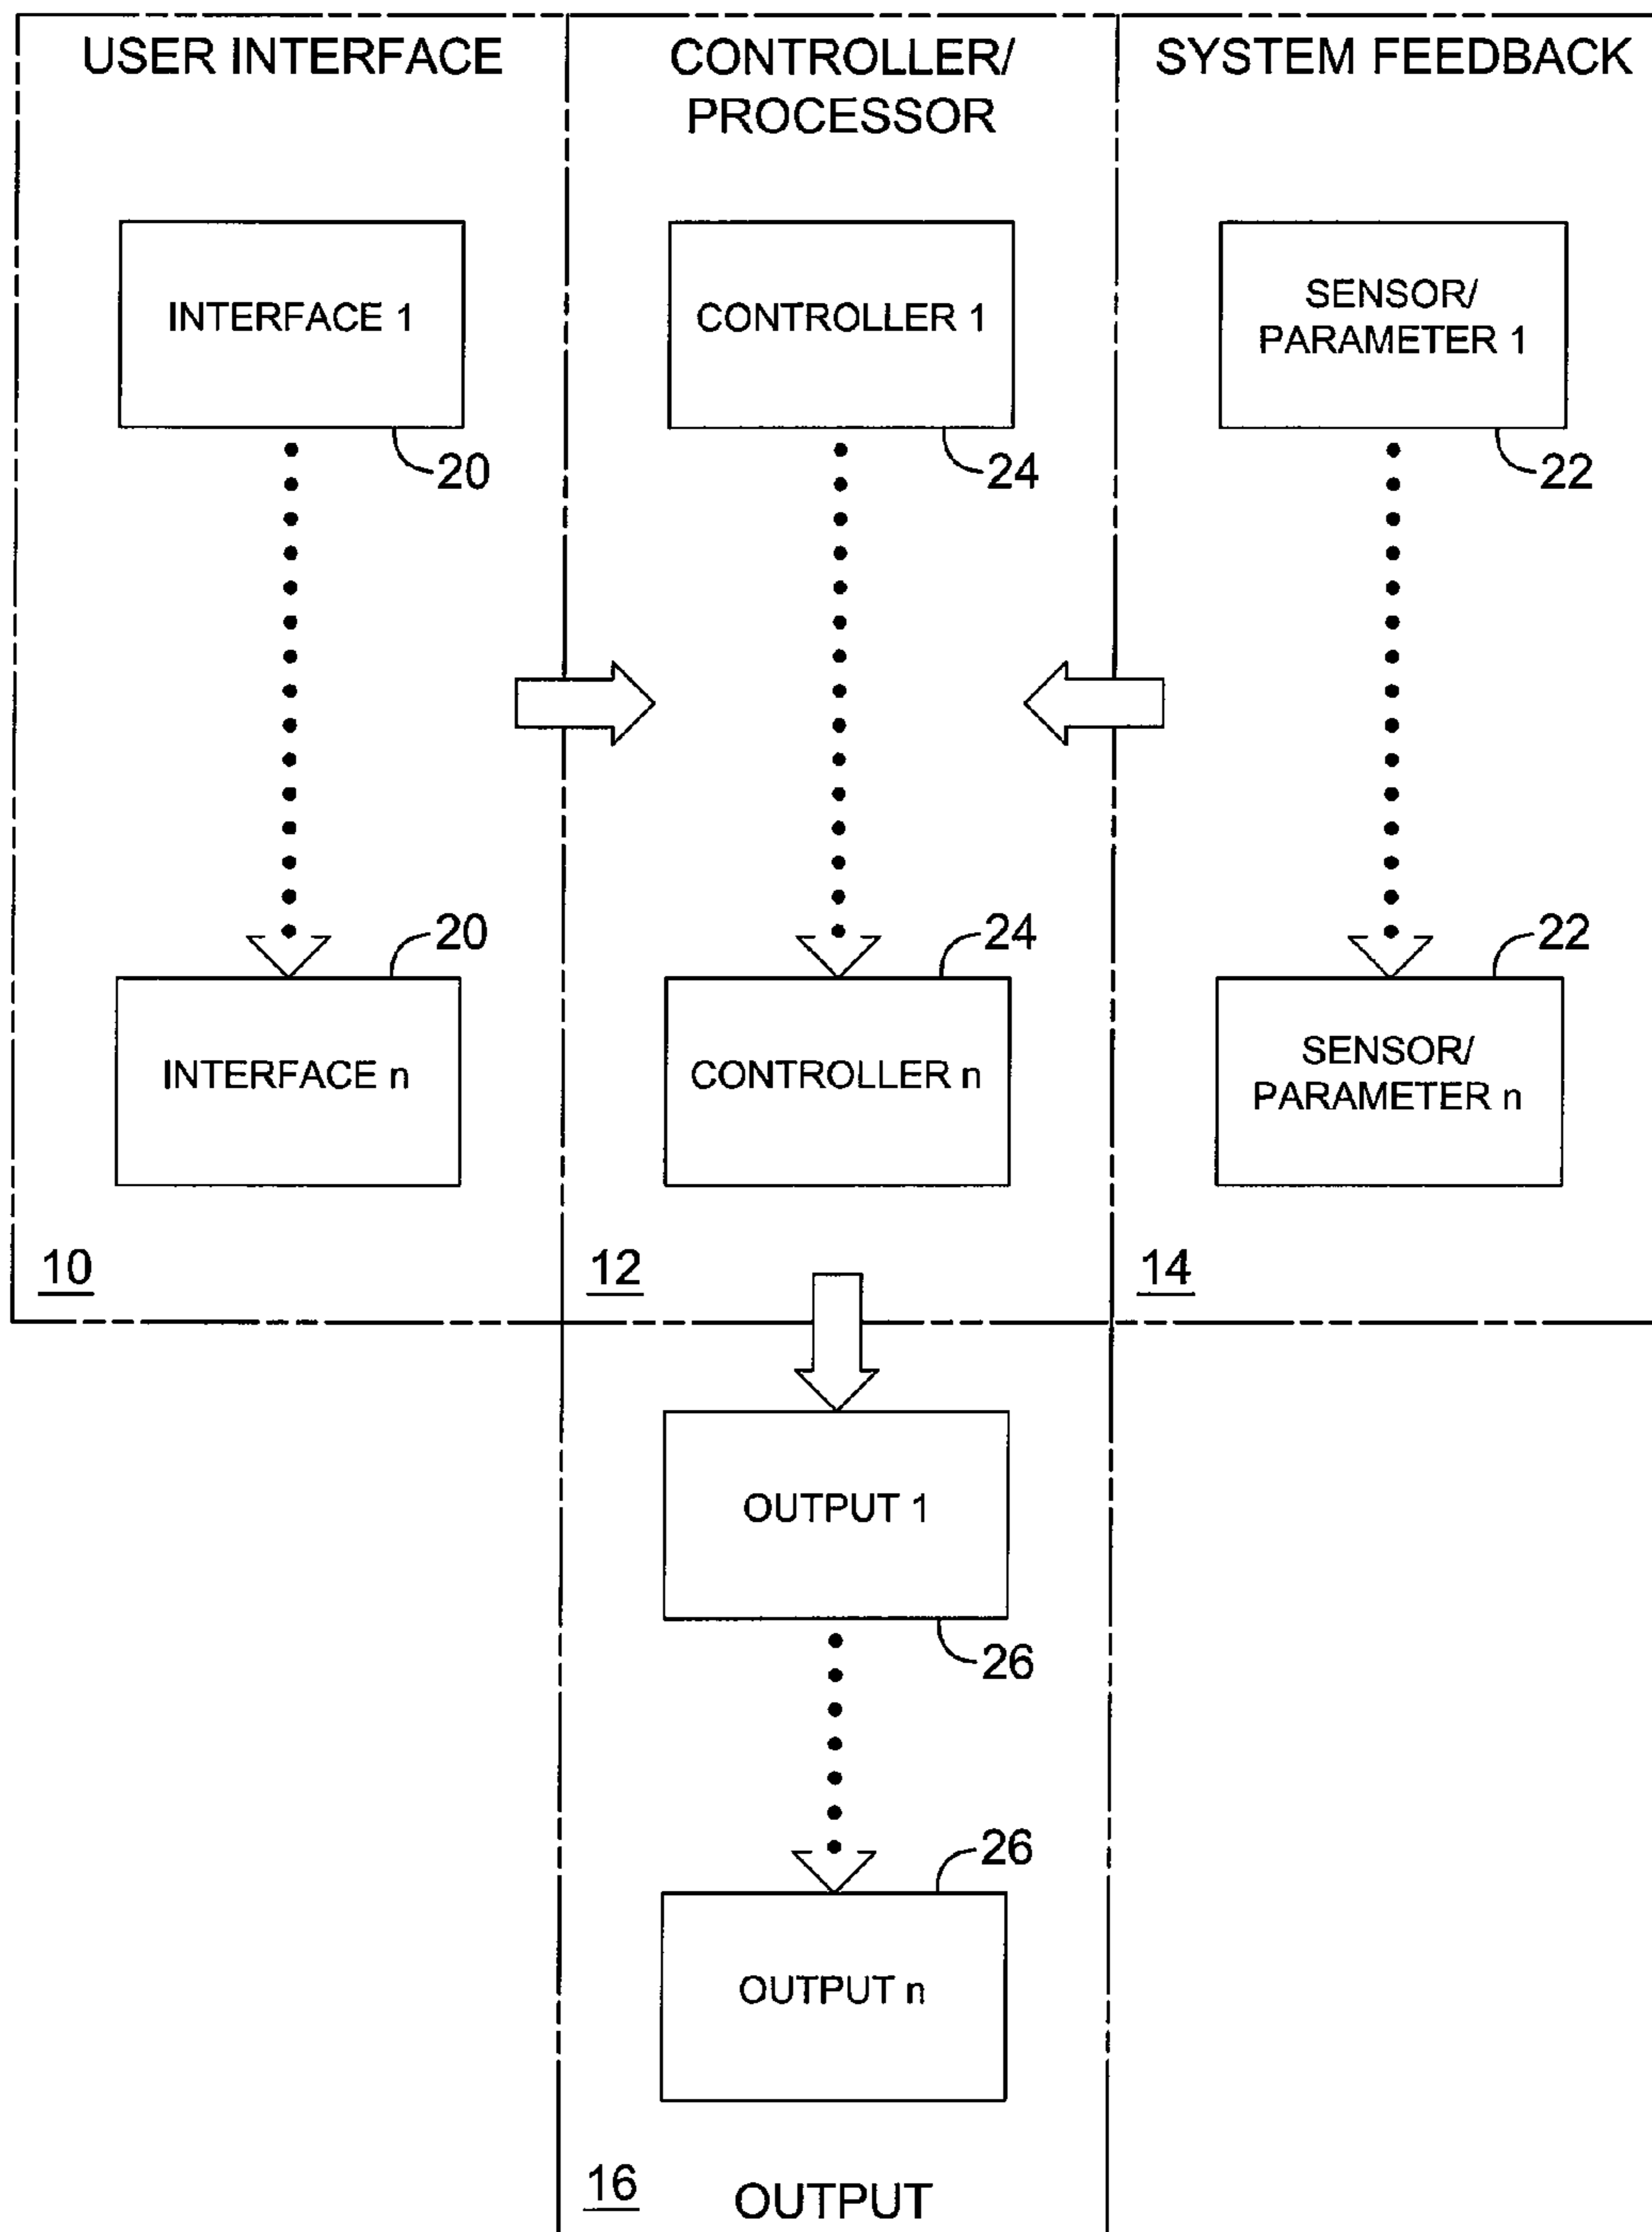 USER INTERFACE
CONTROLLER/
PROCESSOR
SYSTEM FEEDBACK
INTERFACE 1
CONTROLLER 1
SENSOR/
PARAMETER 1
20
24
22
20
24
22
INTERFACE n
CONTROLLER n
SENSOR/
PARAMETER n
10
12
14
OUTPUT 1
26
26
OUTPUT n
16
OUTPUT